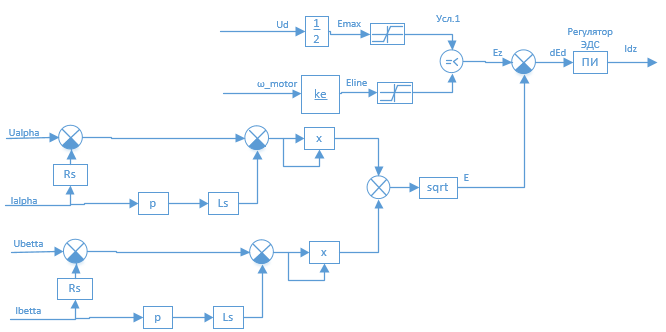 Ud
1
2
Emax
Усл.1
=<
ω_motor
ke
Eline
Ez
dEd
Регулятор
ЭДС
ПИ
Idz
Ualpha
Rs
Ialpha
p
Ls
x
sqrt
E
Ubetta
Rs
Ibetta
p
Ls
x